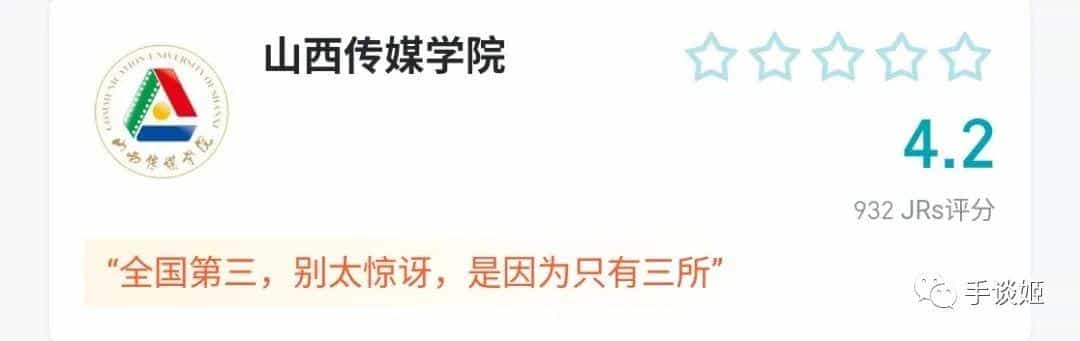 山西传媒学院
COMMUNICATION UNIVERSITY OF SHANXI
山西传媒学院
4.2
932 JRs评分
“全国第三，别太惊讶，是因为只有三所”
手谈姬